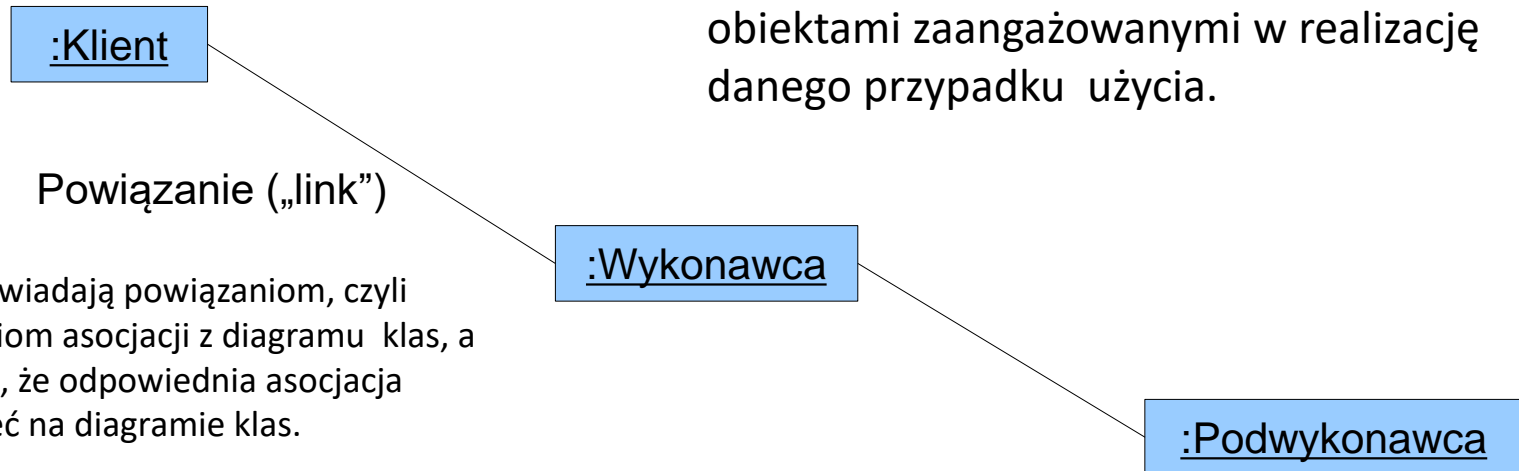 :Klient
obiektami zaangażowanymi w realizację
danego przypadku użycia.
Powiązanie („link”)
:Wykonawca
wiadają powiązaniom, czyli
iom asocjacji z diagramu klas, a
, że odpowiednia asocjacja
eć na diagramie klas.
:Podwykonawca